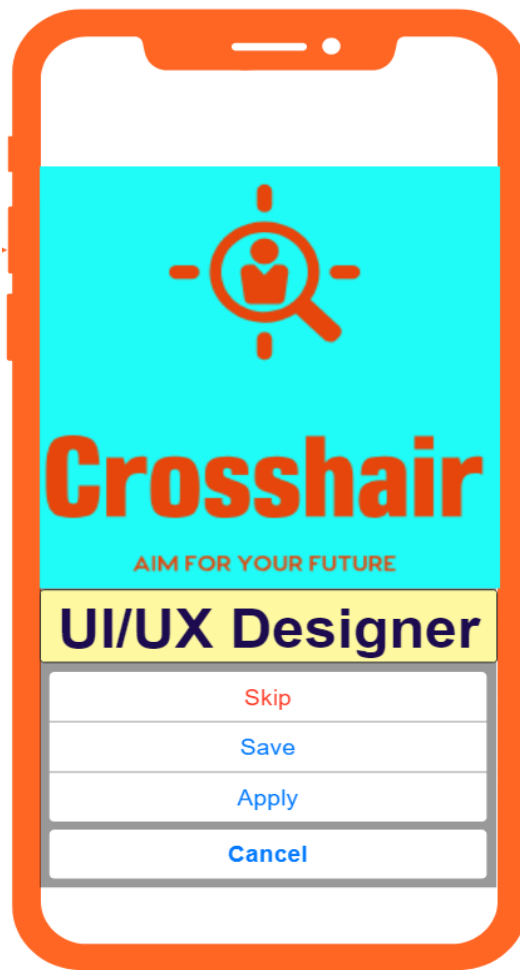 Crosshair
AIM FOR YOUR FUTURE
UI/UX Designer
Skip
Save
Apply
Cancel